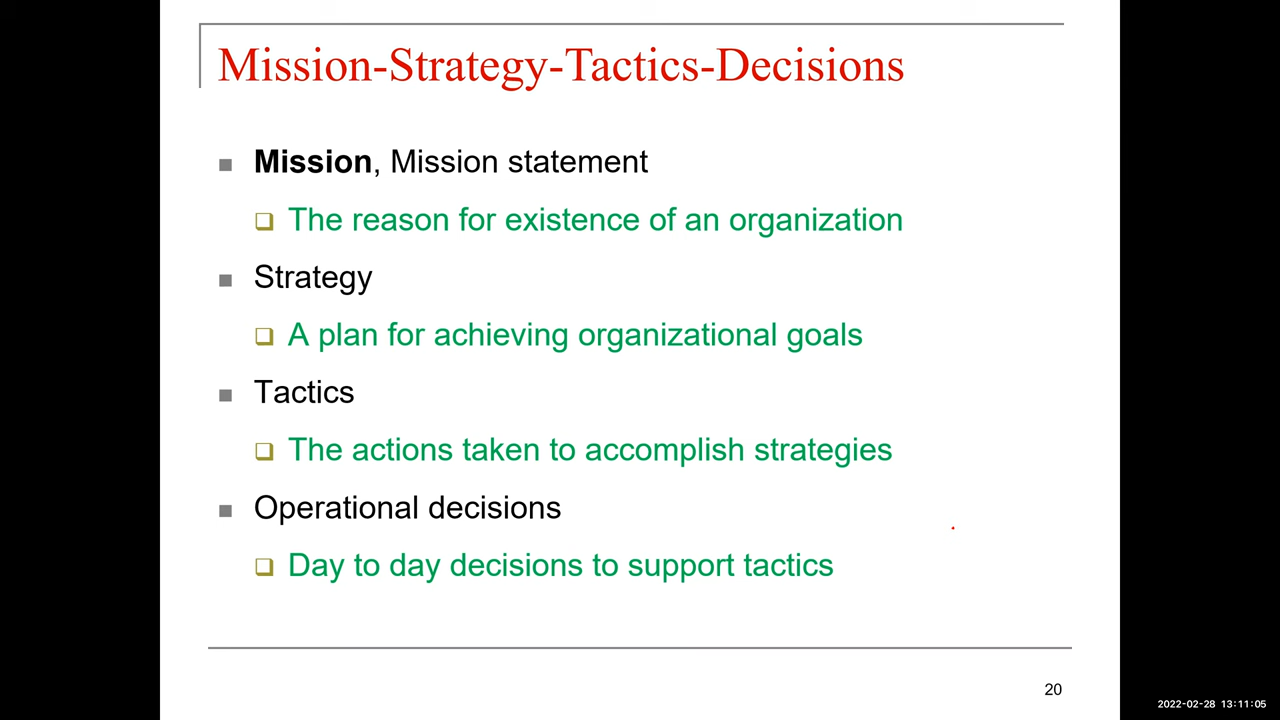 Mission-Strategy-Tactics-Decisions
Mission, Mission statement
The reason for existence of an organization
Strategy
A plan for achieving organizational goals
Tactics
The actions taken to accomplish strategies
Operational decisions
Day to day decisions to support tactics
20
2022-02-28 13:11:05